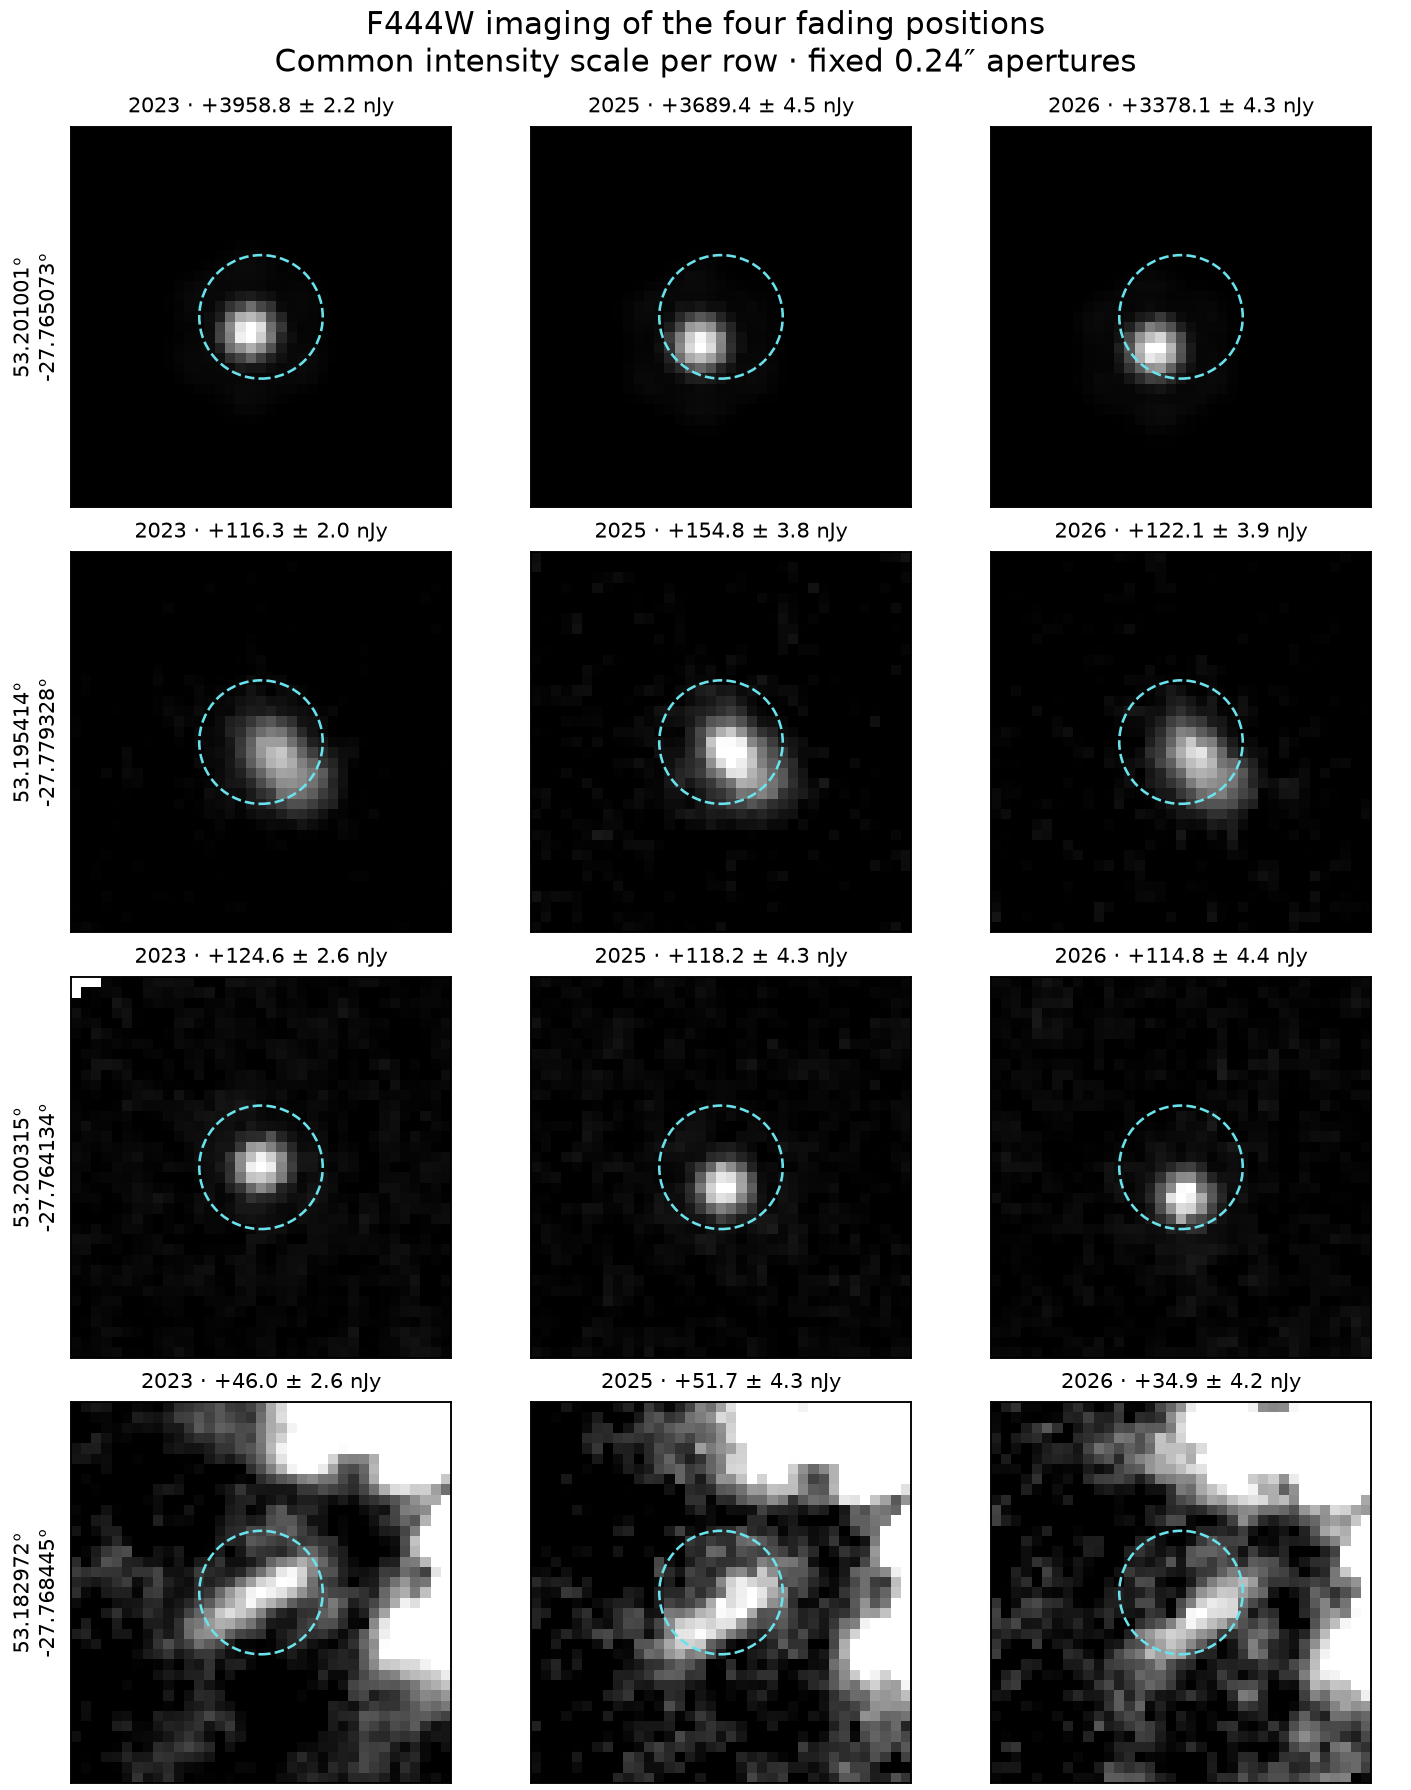 F444W imaging of the four fading positions
Common intensity scale per row · fixed 0.24″ apertures
2023 · +3958.8 ± 2.2 nJy
2025 · +3689.4 ± 4.5 nJy
2026 · +3378.1 ± 4.3 nJy
53.201001°
-27.765073°
2023 · +116.3 ± 2.0 nJy
2025 · +154.8 ± 3.8 nJy
2026 · +122.1 ± 3.9 nJy
53.195414°
-27.779328°
2023 · +124.6 ± 2.6 nJy
2025 · +118.2 ± 4.3 nJy
2026 · +114.8 ± 4.4 nJy
53.200315°
-27.764134°
2023 · +46.0 ± 2.6 nJy
2025 · +51.7 ± 4.3 nJy
2026 · +34.9 ± 4.2 nJy
53.182972°
-27.768445°